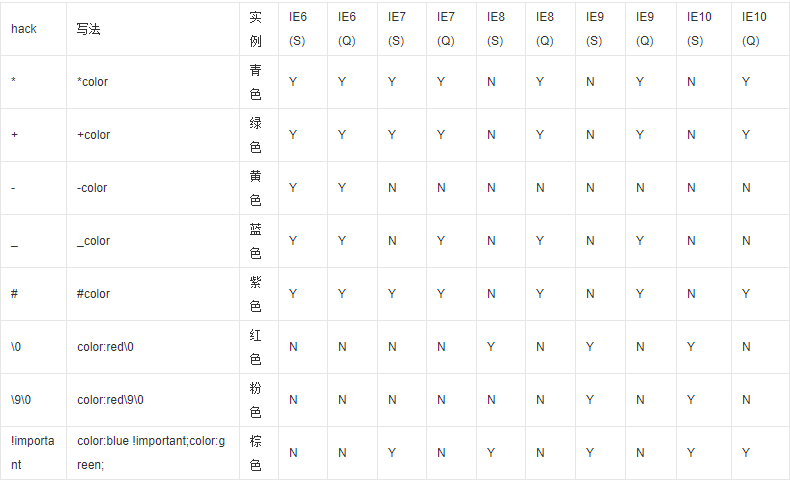 hack 写法 实例 IE6(S) IE6(Q) IE7(S) IE7(Q) IE8(S) IE8(Q) IE9(S) IE9(Q) IE10(S) IE10(Q)
* *color 青色 Y Y Y Y N Y N Y N Y
+ +color 绿色 Y Y Y Y N Y N Y N Y
- -color 黄色 Y Y N N N N N N N N
_ _color 蓝色 Y Y N Y N Y N Y N N
# #color 紫色 Y Y Y Y N Y N Y N Y
\0 color:red\0 红色 N N N N Y N Y N Y N
\9\0 color:red\9\0 粉色 N N N N N N Y N Y N
!important color:blue !important;color:green; 棕色 N N Y N Y N Y N Y Y